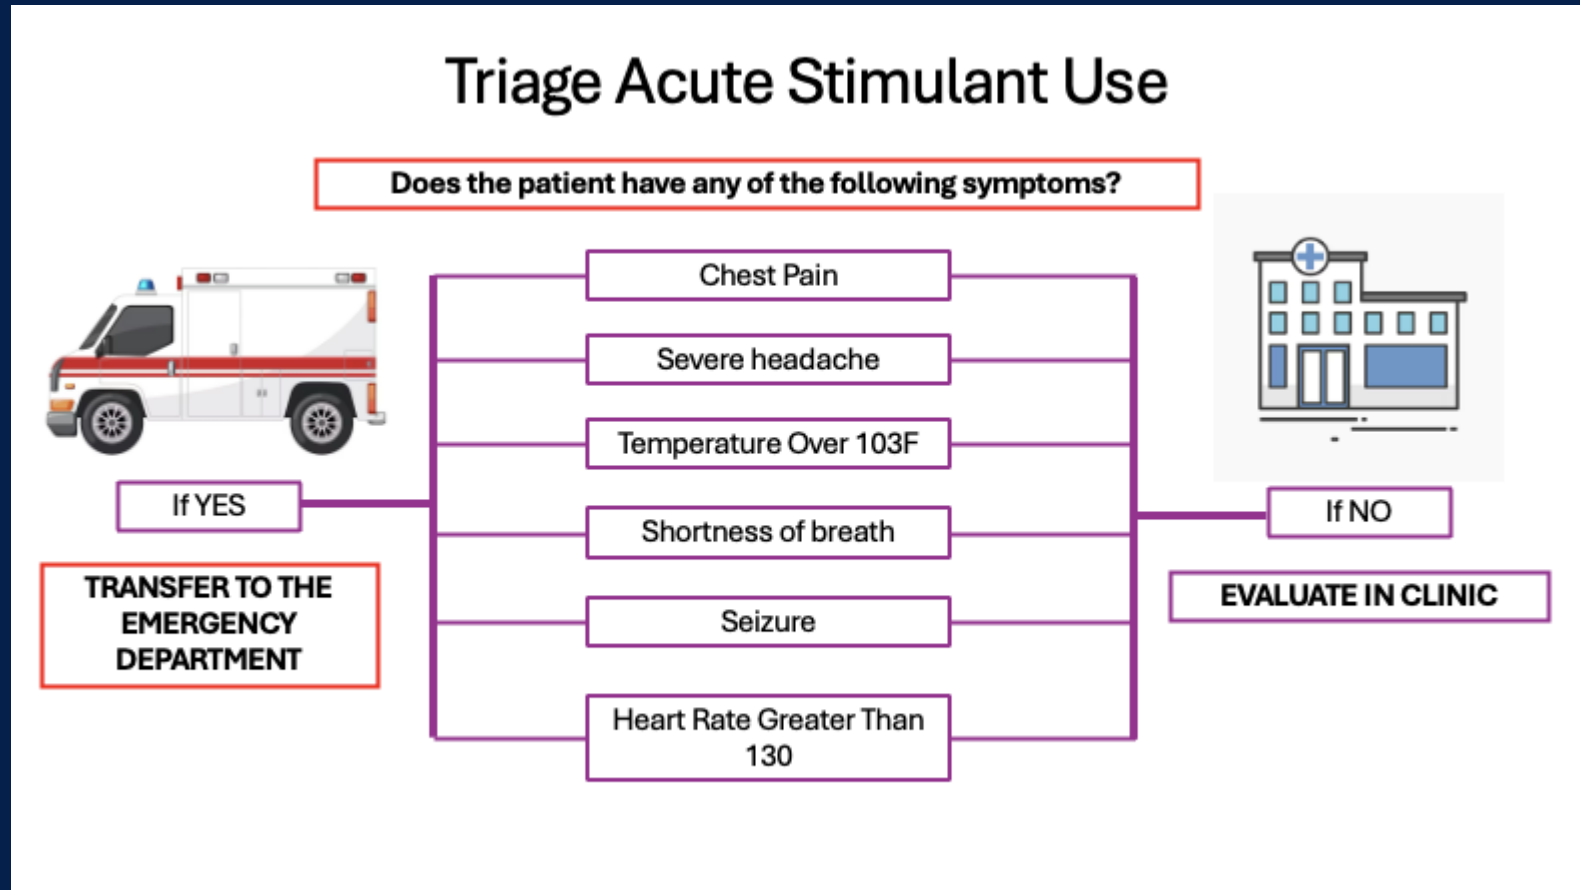 Triage Acute Stimulant Use
Does the patient have any of the following symptoms?
Chest Pain
Severe headache
Temperature Over 103F
Shortness of breath
Seizure
Heart Rate Greater Than
130
If YES
TRANSFER TO THE
EMERGENCY
DEPARTMENT
If NO
EVALUATE IN CLINIC